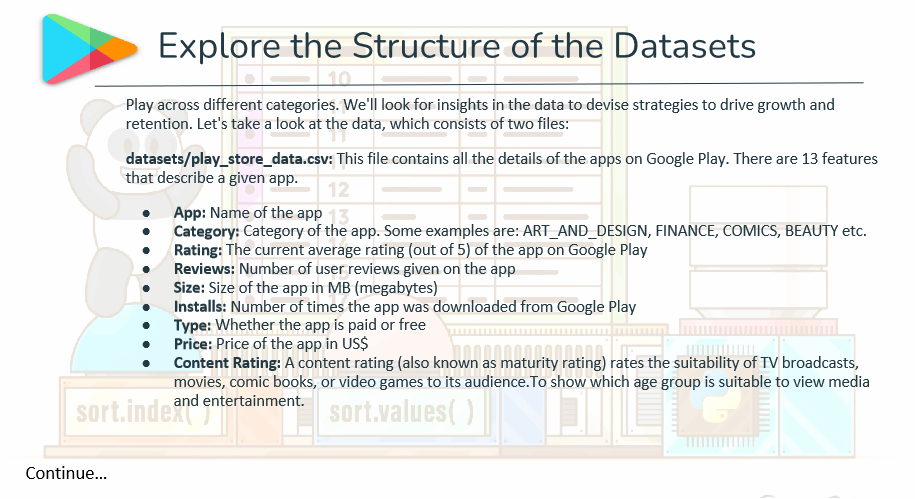 Explore the Structure of the Datasets
Play across different categories. We'll look for insights in the data to devise strategies to drive growth and
retention. Let's take a look at the data, which consists of two files:
datasets/play_store_data.csv: This file contains all the details of the apps on Google Play. There are 13 features
that describe a given app.
● App: Name of the app
● Category: Category of the app. Some examples are: ART_AND_DESIGN, FINANCE, COMICS, BEAUTY etc.
● Rating: The current average rating (out of 5) of the app on Google Play
● Reviews: Number of user reviews given on the app
● Size: Size of the app in MB (megabytes)
● Installs: Number of times the app was downloaded from Google Play
● Type: Whether the app is paid or free
● Price: Price of the app in US$
● Content Rating: A content rating (also known as maturity rating) rates the suitability of TV broadcasts,
movies, comic books, or video games to its audience.To show which age group is suitable to view media
and entertainment.
10
12
13
sort.index( )
sort.values( )
Continue...